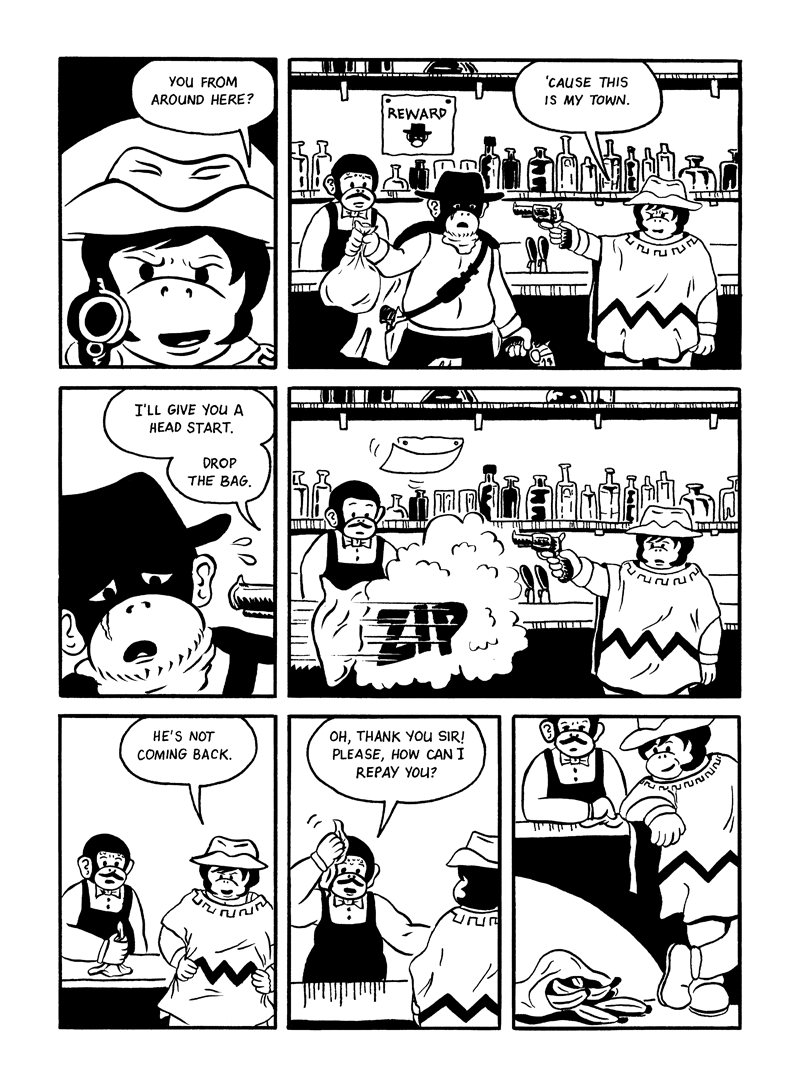 YOU FROM
AROUND HERE?
'CAUSE THIS
IS MY TOWN.
REWARD
I'LL GIVE YOU A
HEAD START.
DROP
THE BAG.
ZIP
HE'S NOT
COMING BACK.
OH, THANK YOU SIR!
PLEASE, HOW CAN I
REPAY YOU?